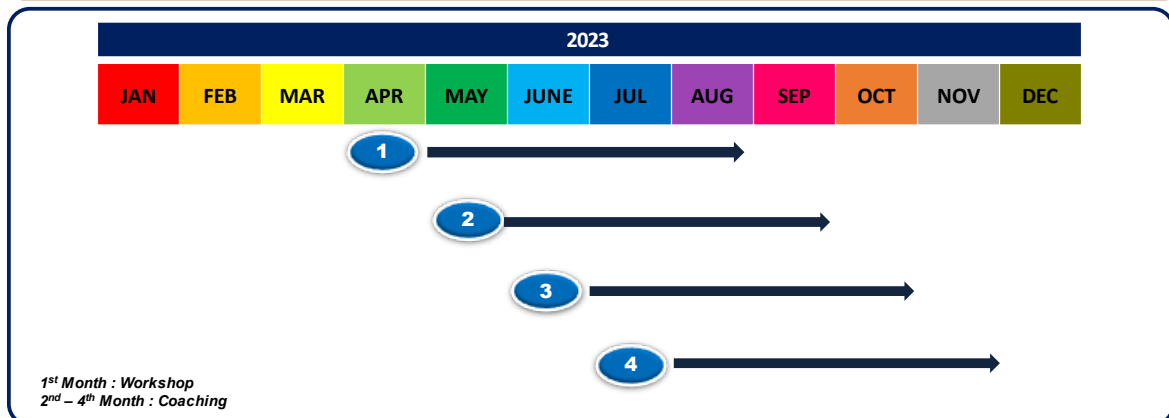 2023
JAN FEB MAR APR MAY JUNE JUL AUG SEP OCT NOV DEC
1
2
3
4
1st Month : Workshop
2nd – 4th Month : Coaching